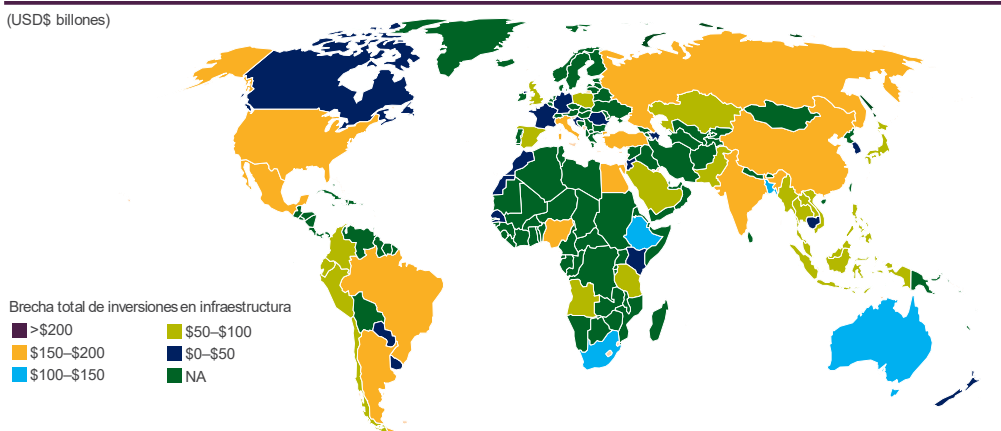 (USD$ billones)
Brecha total de inversiones en infraestructura
>$200
$50–$100
$150–$200
$0–$50
$100–$150
NA